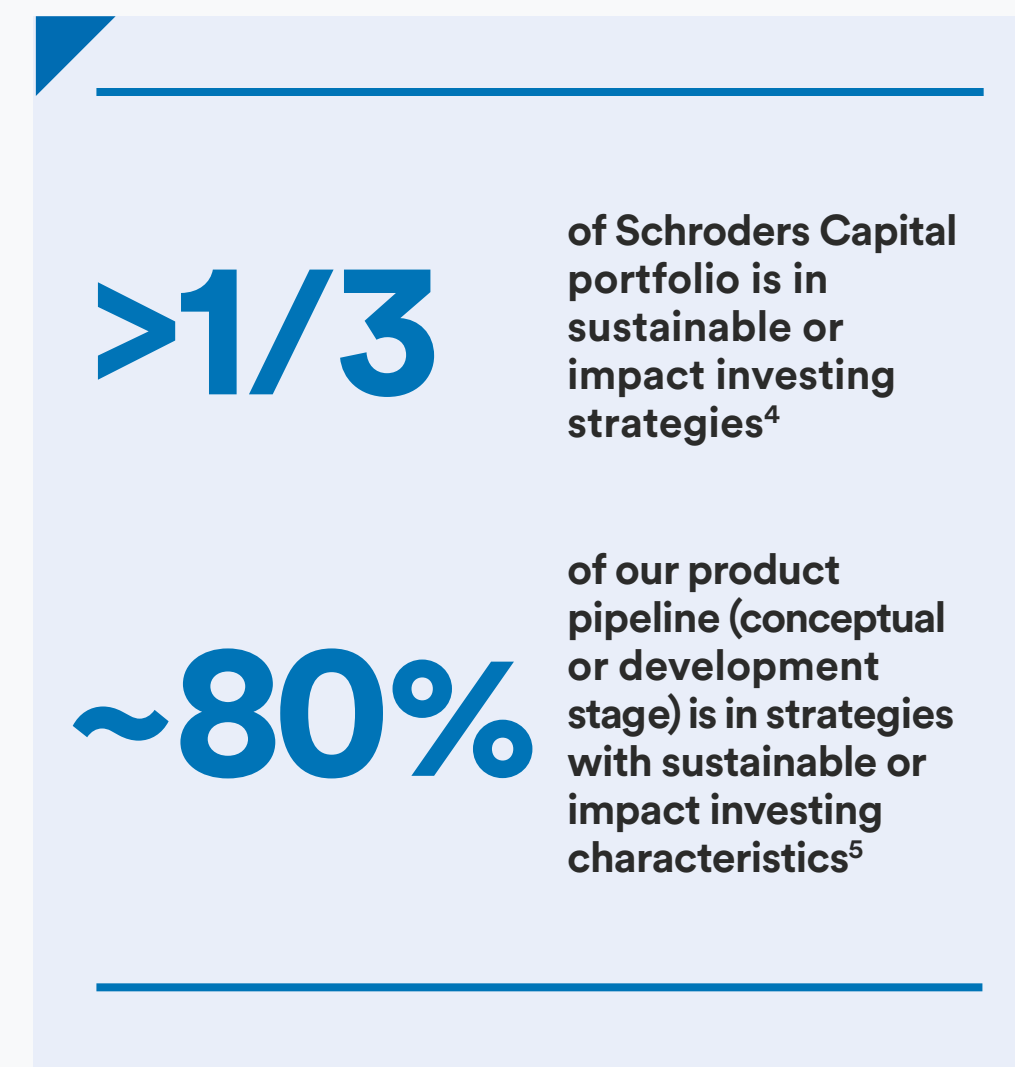 >1/3
of Schroders Capital
portfolio is in
sustainable or
impact investing
strategies⁴
~80%
of our product
pipeline (conceptual
or development
stage) is in strategies
with sustainable or
impact investing
characteristics⁵